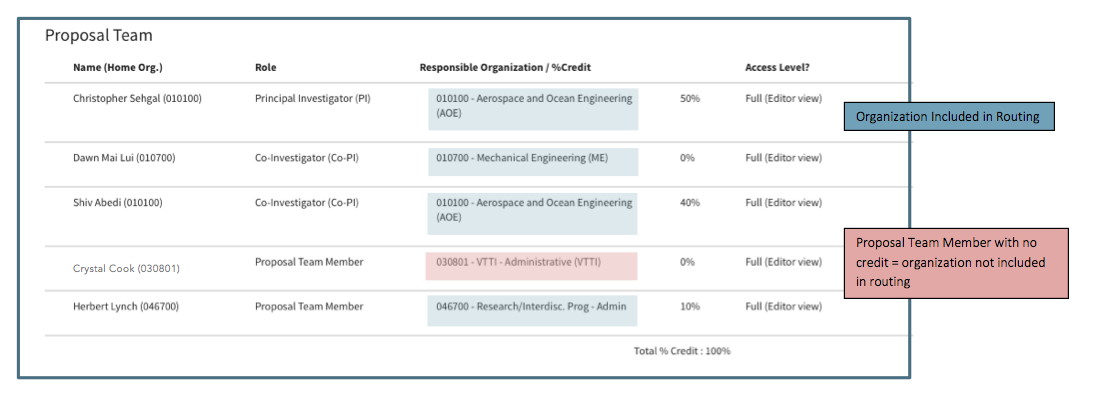 Proposal Team
Name (Home Org.) Role Responsible Organization / %Credit Access Level?
Christopher Sehgal (010100) Principal Investigator (PI) 010100 - Aerospace and Ocean Engineering 50% Full (Editor view)
(AOE)
Organization Included in Routing
Dawn Mai Lui (010700) Co-Investigator (Co-PI) 010700 - Mechanical Engineering (ME) 0% Full (Editor view)
Shiv Abedi (010100) Co-Investigator (Co-PI) 010100 - Aerospace and Ocean Engineering 40% Full (Editor view)
(AOE)
Proposal Team Member with no
credit = organization not included
in routing
Crystal Cook (030801) Proposal Team Member 030801 - VTTI - Administrative (VTTI) 0% Full (Editor view)
Herbert Lynch (046700) Proposal Team Member 046700 - Research/Interdisc. Prog - Admin 10% Full (Editor view)
Total % Credit : 100%